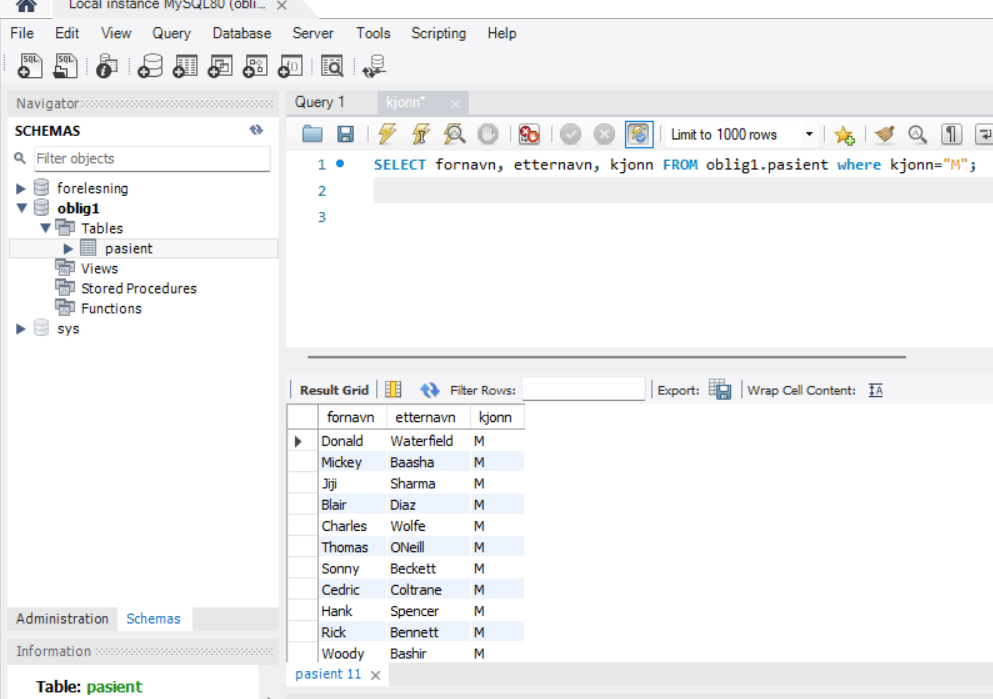 Local instance MySQL80 (obli...
File Edit View Query Database Server Tools Scripting Help
SQL SQL
Navigator
SCHEMAS
Filter objects
forelesning
oblig1
Tables
pasient
Views
Stored Procedures
Functions
sys
Administration Schemas
Information
Table: pasient
Query 1 kjonn*
Limit to 1000 rows
1 SELECT fornavn, etternavn, kjonn FROM oblig1.pasient where kjonn="M";
2
3
Result Grid Filter Rows: Export: Wrap Cell Content:
fornavn etternavn kjonn
Donald Waterfield M
Mickey Baasha M
Jiji Sharma M
Blair Diaz M
Charles Wolfe M
Thomas ONeill M
Sonny Beckett M
Cedric Coltrane M
Hank Spencer M
Rick Bennett M
Woody Bashir M
pasient 11